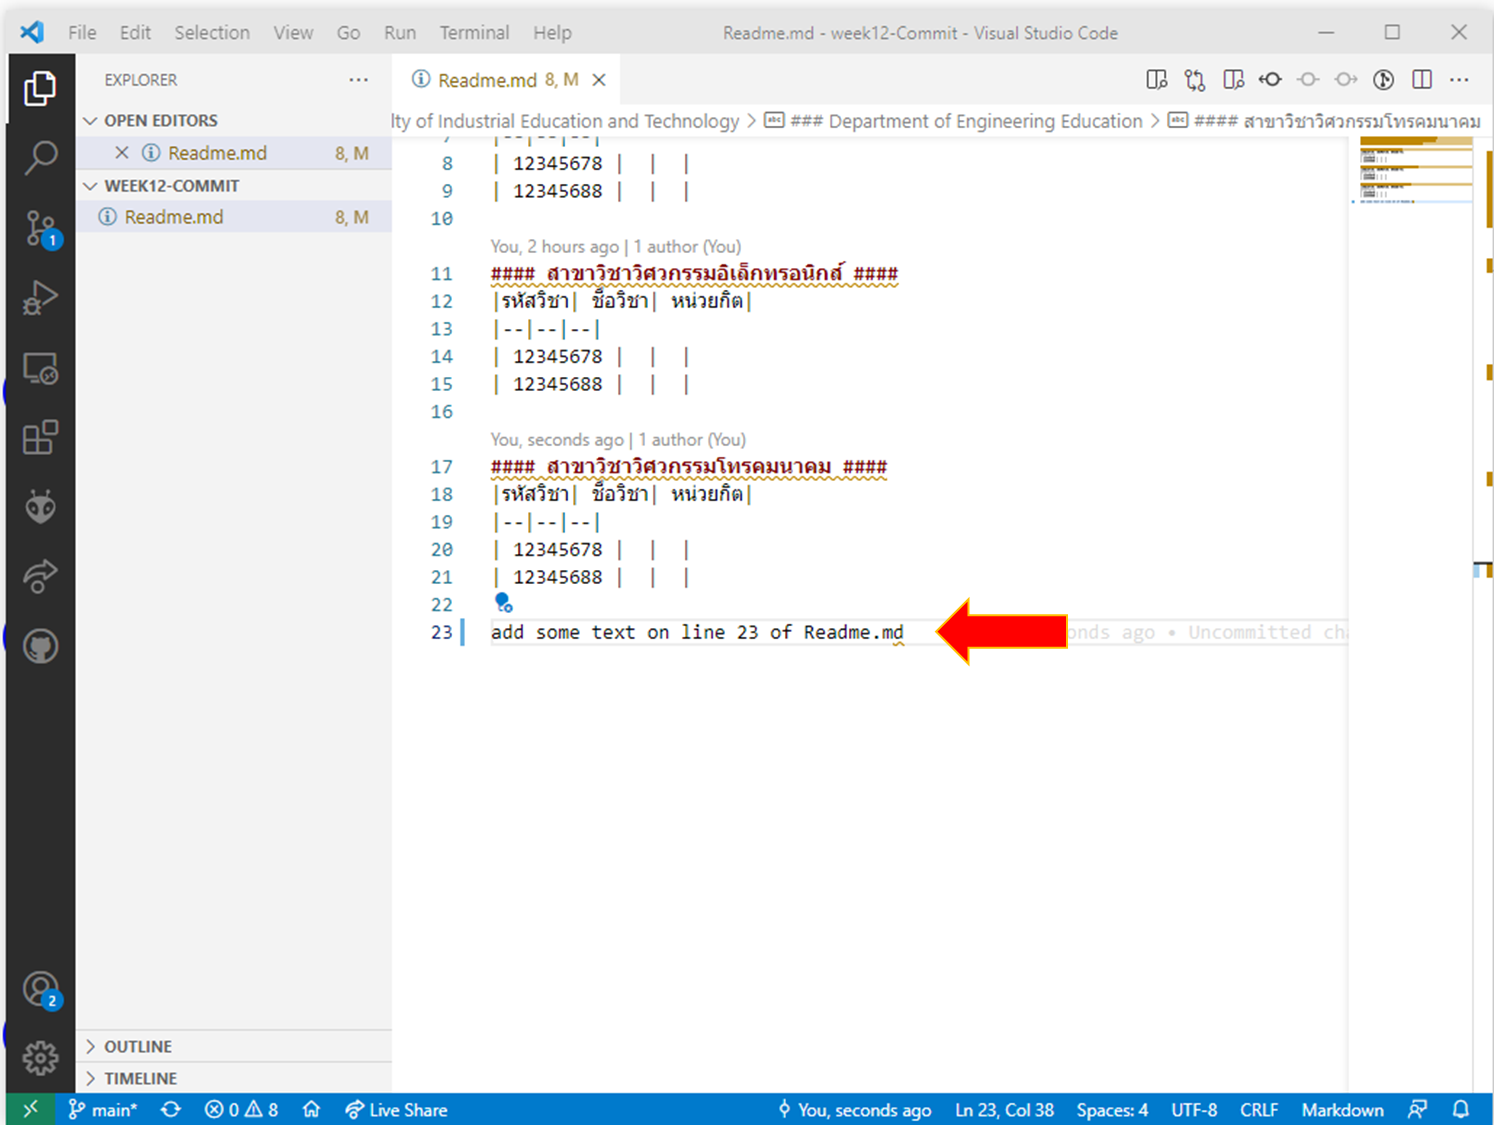 File Edit Selection View Go Run Terminal Help Readme.md - week12-Commit - Visual Studio Code
EXPLORER
Readme.md 8, M
OPEN EDITORS
lty of Industrial Education and Technology > ### Department of Engineering Education > #### สาขาวิชาวิศวกรรมโทรคมนาคม
Readme.md 8, M
WEEK12-COMMIT
Readme.md 8, M
8 | 12345678 | | |
9 | 12345688 | | |
10
You, 2 hours ago | 1 author (You)
11 #### สาขาวิชาวิศวกรรมอิเล็กทรอนิกส์ ####
12 |รหัสวิชา| ชื่อวิชา| หน่วยกิต|
13 |--|--|--|
14 | 12345678 | | |
15 | 12345688 | | |
16
You, seconds ago | 1 author (You)
17 #### สาขาวิชาวิศวกรรมโทรคมนาคม ####
18 |รหัสวิชา| ชื่อวิชา| หน่วยกิต|
19 |--|--|--|
20 | 12345678 | | |
21 | 12345688 | | |
22
23 add some text on line 23 of Readme.md onds ago • Uncommitted cha
1
2
OUTLINE
TIMELINE
main* 0 8 Live Share You, seconds ago Ln 23, Col 38 Spaces: 4 UTF-8 CRLF Markdown